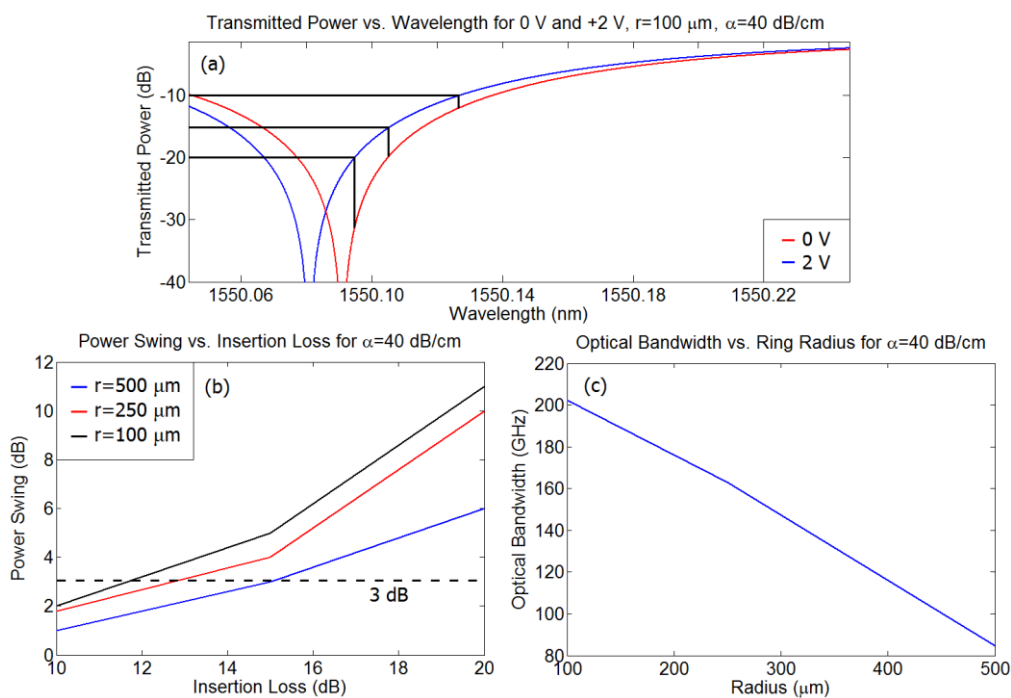 Transmitted Power vs. Wavelength for 0 V and +2 V, r=100 μm, α=40 dB/cm
(a)
Transmitted Power (dB)
-10
-20
-30
-40
0 V
2 V
1550.06 1550.10 1550.14 1550.18 1550.22
Wavelength (nm)
Power Swing vs. Insertion Loss for α=40 dB/cm
(b)
r=500 μm
r=250 μm
r=100 μm
Power Swing (dB)
12
10
8
6
4
2
0
3 dB
10 12 14 16 18 20
Insertion Loss (dB)
Optical Bandwidth vs. Ring Radius for α=40 dB/cm
(c)
Optical Bandwidth (GHz)
220
200
180
160
140
120
100
80
100 200 300 400 500
Radius (μm)